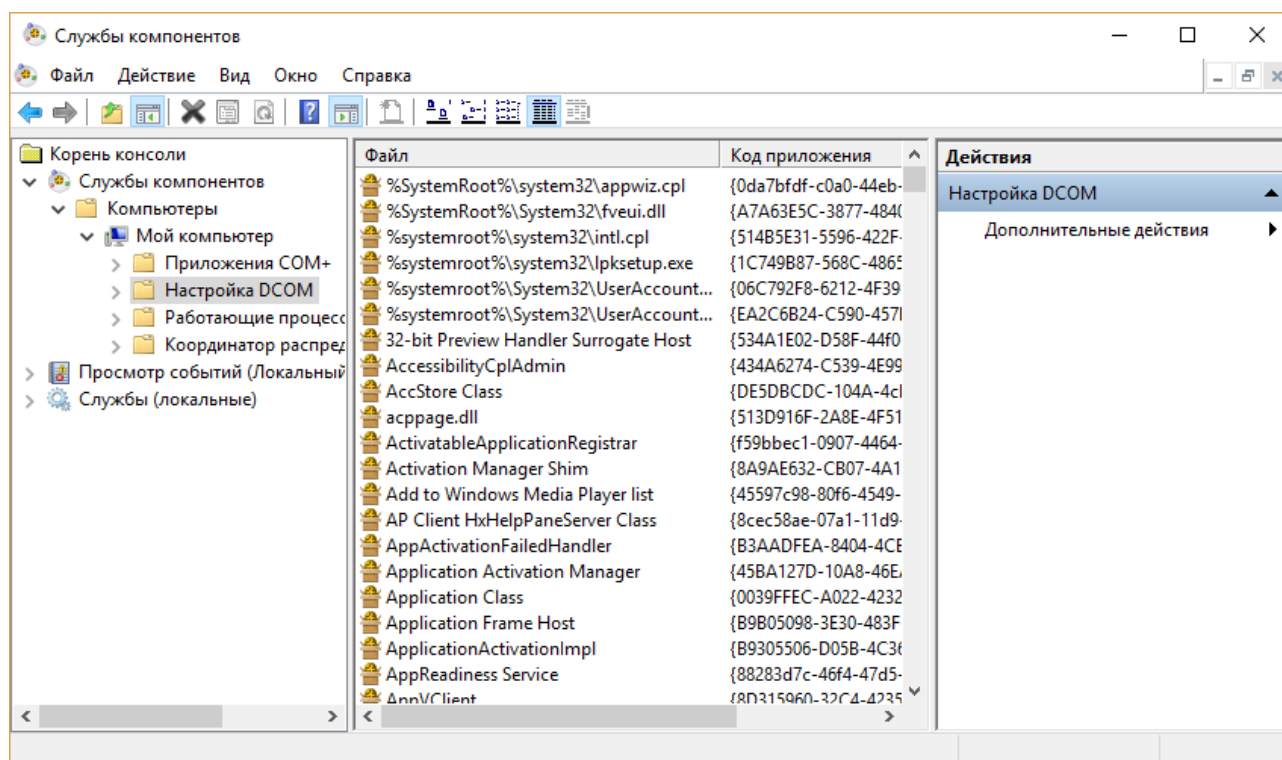 Службы компонентов
Файл Действие Вид Окно Справка
Корень консоли
Службы компонентов
Компьютеры
Мой компьютер
Приложения COM+
Настройка DCOM
Работающие процесс
Координатор распред
Просмотр событий (Локальный
Службы (локальные)
Файл Код приложения
%SystemRoot%\system32\appwiz.cpl {0da7bfdf-c0a0-44eb-
%SystemRoot%\System32\fveui.dll {A7A63E5C-3877-4840
%systemroot%\system32\intl.cpl {514B5E31-5596-422F-
%systemroot%\system32\lpksetup.exe {1C749B87-568C-4865
%systemroot%\System32\UserAccount... {06C792F8-6212-4F39
%systemroot%\System32\UserAccount... {EA2C6B24-C590-457
32-bit Preview Handler Surrogate Host {534A1E02-D58F-44f0
AccessibilityCplAdmin {434A6274-C539-4E99
AccStore Class {DE5DBCDC-104A-4cl
acppage.dll {513D916F-2A8E-4F51
ActivatableApplicationRegistrar {f59bbec1-0907-4464-
Activation Manager Shim {8A9AE632-CB07-4A1
Add to Windows Media Player list {45597c98-80f6-4549-
AP Client HxHelpPaneServer Class {8cec58ae-07a1-11d9-
AppActivationFailedHandler {B3AADFEA-8404-4CE
Application Activation Manager {45BA127D-10A8-46E
Application Class {0039FFEC-A022-4232
Application Frame Host {B9B05098-3E30-483F
ApplicationActivationImpl {B9305506-D05B-4C36
AppReadiness Service {88283d7c-46f4-47d5-
AppVClient {8D315960-32C4-4235
Действия
Настройка DCOM
Дополнительные действия